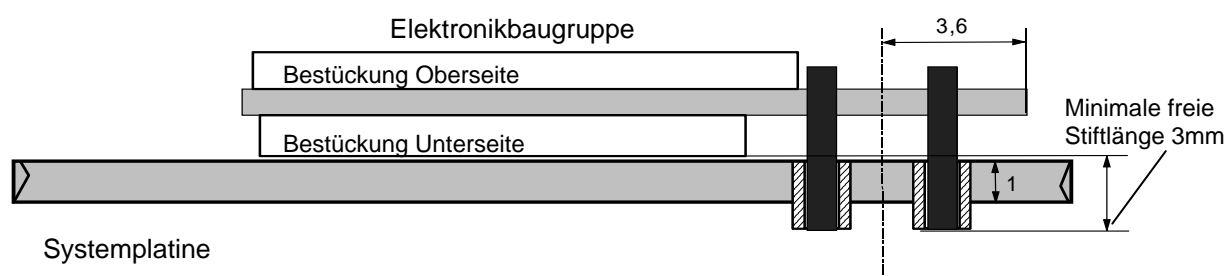 Elektronikbaugruppe
3,6
Bestückung Oberseite
Minimale freie
Stiftlänge 3mm
Bestückung Unterseite
1
Systemplatine